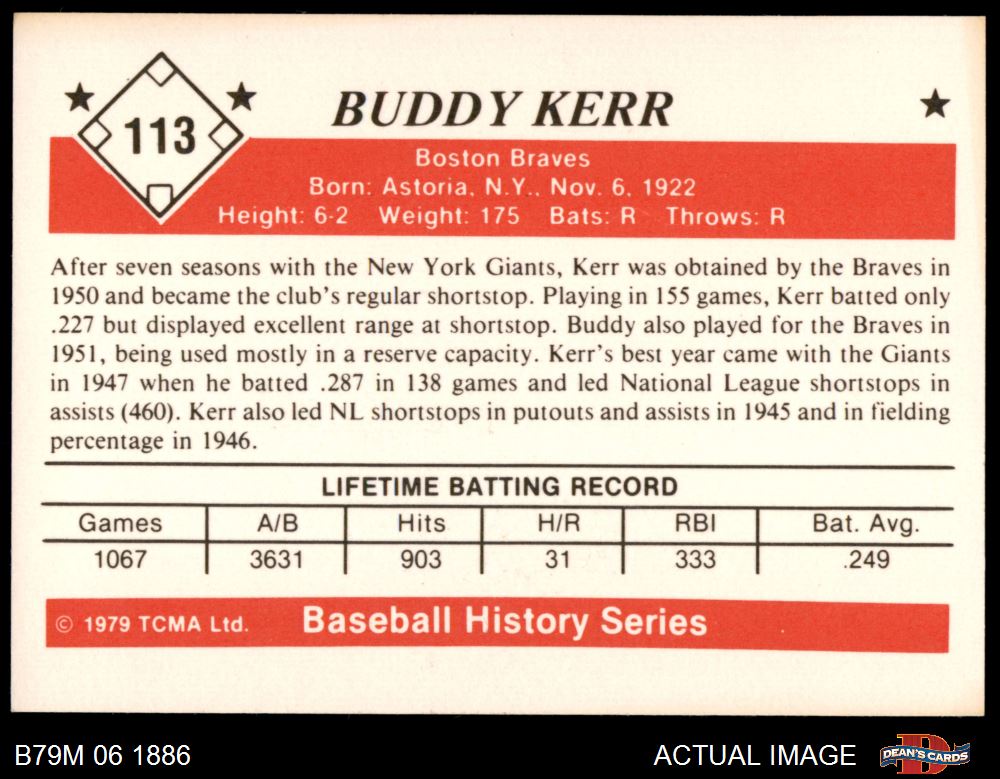 113
BUDDY KERR
Boston Braves
Born: Astoria, N.Y., Nov. 6, 1922
Height: 6-2 Weight: 175 Bats: R Throws: R
After seven seasons with the New York Giants, Kerr was obtained by the Braves in
1950 and became the club's regular shortstop. Playing in 155 games, Kerr batted only
.227 but displayed excellent range at shortstop. Buddy also played for the Braves in
1951, being used mostly in a reserve capacity. Kerr's best year came with the Giants
in 1947 when he batted .287 in 138 games and led National League shortstops in
assists (460). Kerr also led NL shortstops in putouts and assists in 1945 and in fielding
percentage in 1946.
LIFETIME BATTING RECORD
Games A/B Hits H/R RBI Bat. Avg.
1067 3631 903 31 333 .249
© 1979 TCMA Ltd. Baseball History Series
B79M 06 1886 ACTUAL IMAGE DEAN'S CARDS